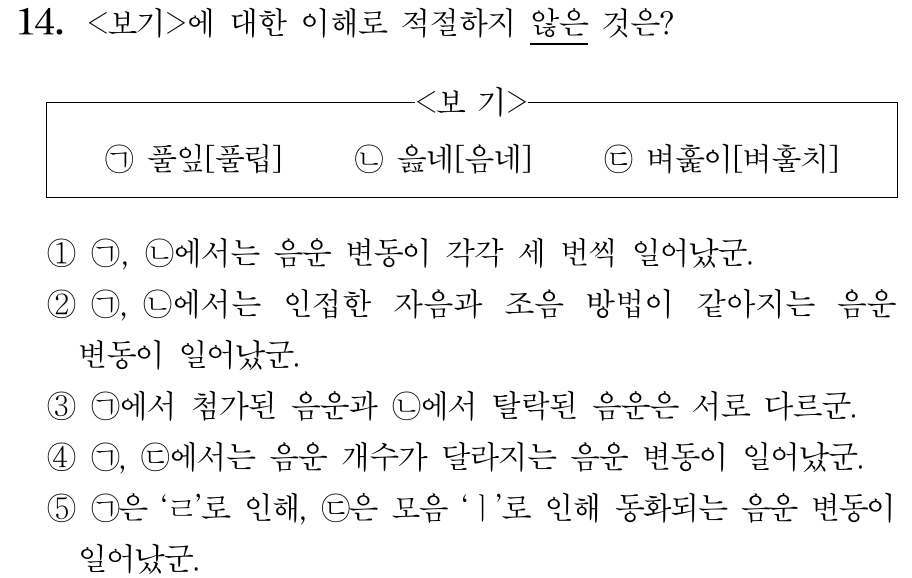 14. <보기>에 대한 이해로 적절하지 않은 것은?
<보 기>
㉠ 풀잎[풀립] ㉡ 읊네[음네] ㉢ 벼훑이[벼훌치]
① ㉠, ㉡에서는 음운 변동이 각각 세 번씩 일어났군.
② ㉠, ㉡에서는 인접한 자음과 조음 방법이 같아지는 음운
변동이 일어났군.
③ ㉠에서 첨가된 음운과 ㉡에서 탈락된 음운은 서로 다르군.
④ ㉠, ㉢에서는 음운 개수가 달라지는 음운 변동이 일어났군.
⑤ ㉠은 ‘ㄹ’로 인해, ㉢은 모음 ‘ㅣ’로 인해 동화되는 음운 변동이
일어났군.